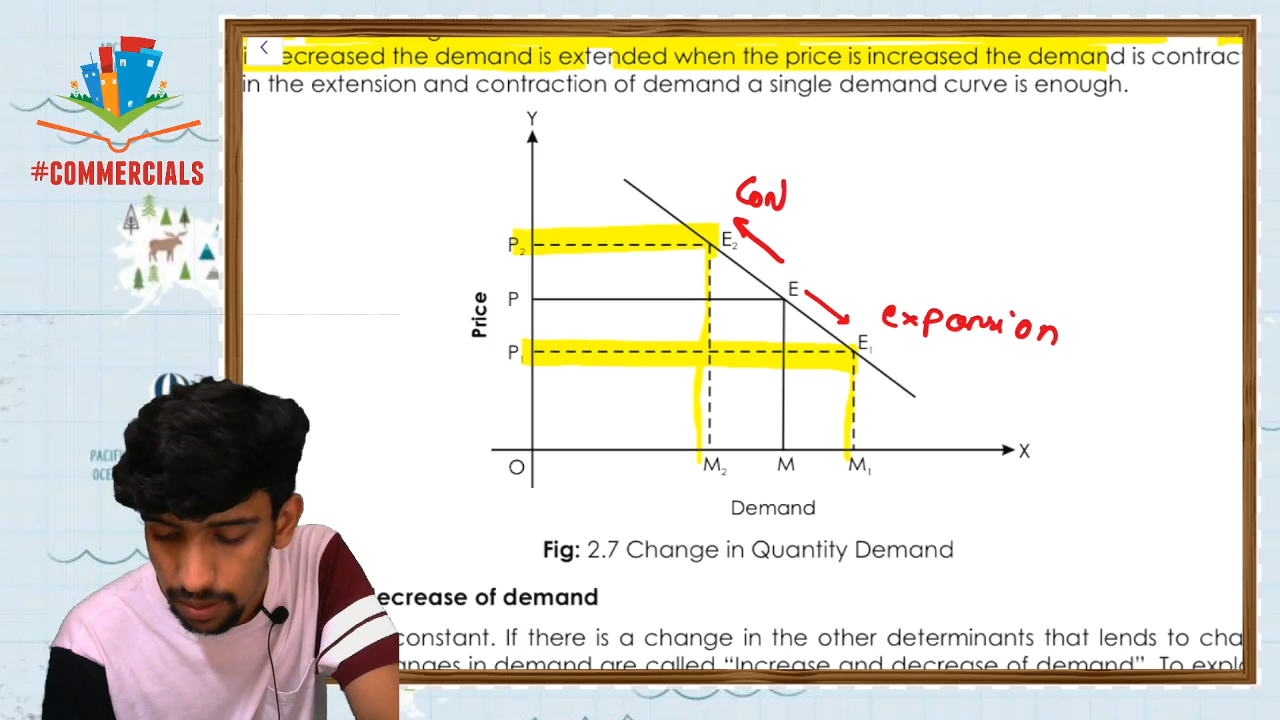 ecreased the demand is extended when the price is increased the demand is contrac
in the extension and contraction of demand a single demand curve is enough.
#COMMERCIALS
Y
CON
P2
E2
P
E
expansion
Price
P1
E1
PACIFI
OCE
O
M2
M
M1
X
Demand
Fig: 2.7 Change in Quantity Demand
ecrease of demand
constant. If there is a change in the other determinants that lends to cha
anges in demand are called “Increase and decrease of demand”. To expl